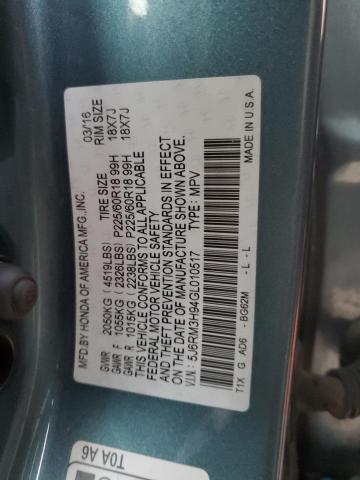 MFD.BY HONDA OF AMERICA MFG.,INC. 03/16
TIRE SIZE RIM SIZE
GVWR 2050KG (4519LBS)
GAWR F 1055KG (2326LBS) P225/60R18 99H 18X7J
GAWR R 1015KG (2238LBS) P225/60R18 99H 18X7J
THIS VEHICLE CONFORMS TO ALL APPLICABLE
FEDERAL MOTOR VEHICLE SAFETY
AND THEFT PREVENTION STANDARDS IN EFFECT
ON THE DATE OF MANUFACTURE SHOWN ABOVE.
V.I.N.: 5J6RM3H94GL010517 TYPE: MPV
T1X G AD6 - BG62M - L - L MADE IN U.S.A.
T0A A6